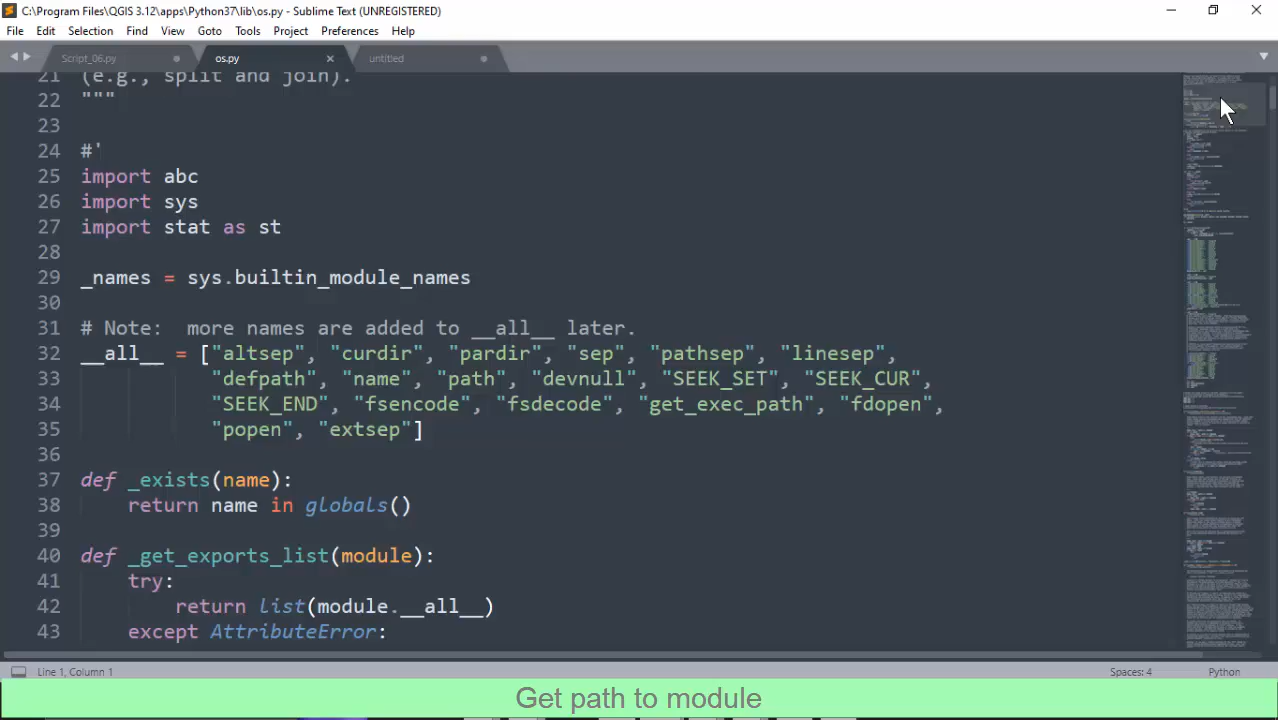 C:\Program Files\QGIS 3.12\apps\Python37\lib\os.py - Sublime Text (UNREGISTERED)
File Edit Selection Find View Goto Tools Project Preferences Help
Script_06.py os.py untitled
21 (e.g., split and join).
22 """
23
24 #'
25 import abc
26 import sys
27 import stat as st
28
29 _names = sys.builtin_module_names
30
31 # Note:  more names are added to __all__ later.
32 __all__ = ["altsep", "curdir", "pardir", "sep", "pathsep", "linesep",
33            "defpath", "name", "path", "devnull", "SEEK_SET", "SEEK_CUR",
34            "SEEK_END", "fsencode", "fsdecode", "get_exec_path", "fdopen",
35            "popen", "extsep"]
36
37 def _exists(name):
38     return name in globals()
39
40 def _get_exports_list(module):
41     try:
42         return list(module.__all__)
43     except AttributeError:
Line 1, Column 1 Spaces: 4 Python
Get path to module